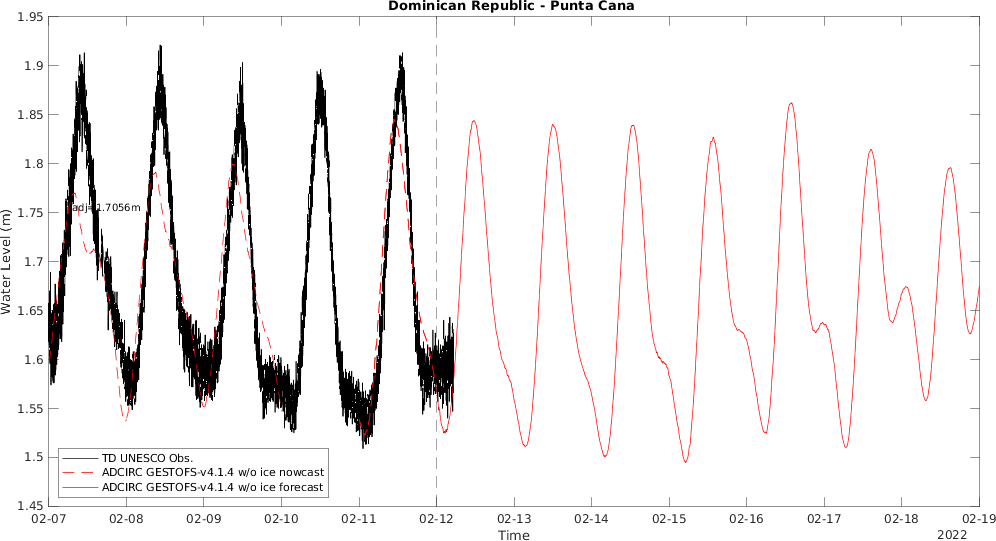 Dominican Republic - Punta Cana
1.95
1.9
1.85
1.8
1.75
1.7
1.65
1.6
1.55
1.5
1.45
Water Level (m)
adj=1.7056m
TD UNESCO Obs.
ADCIRC GESTOFS-v4.1.4 w/o ice nowcast
ADCIRC GESTOFS-v4.1.4 w/o ice forecast
02-07 02-08 02-09 02-10 02-11 02-12 02-13 02-14 02-15 02-16 02-17 02-18 02-19
Time
2022